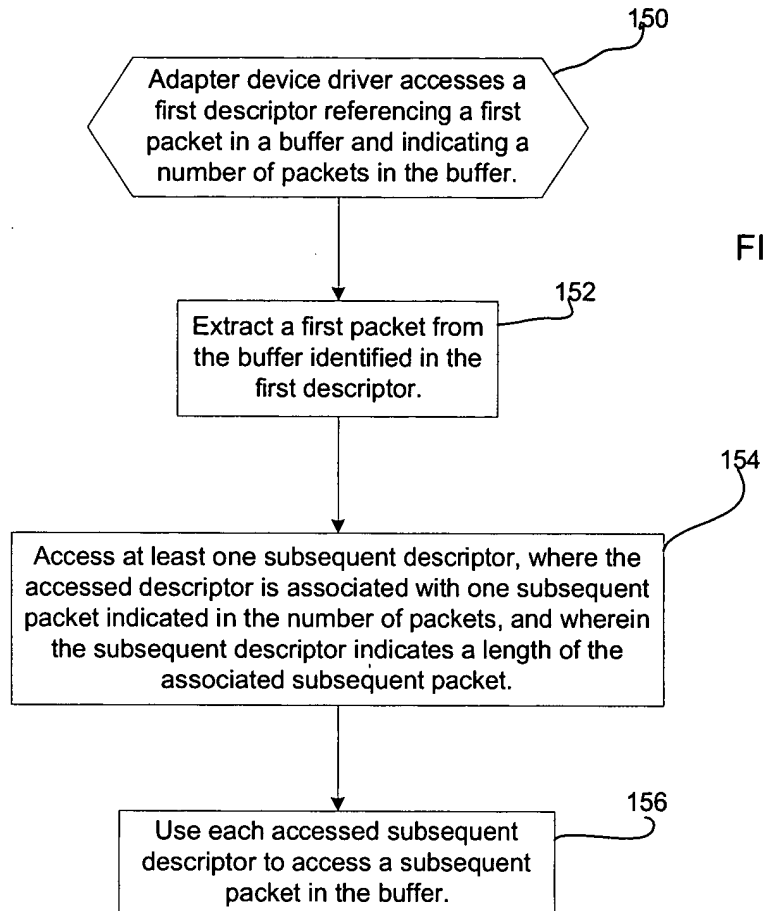 150
Adapter device driver accesses a
first descriptor referencing a first
packet in a buffer and indicating a
number of packets in the buffer.
FI
152
Extract a first packet from
the buffer identified in the
first descriptor.
154
Access at least one subsequent descriptor, where the
accessed descriptor is associated with one subsequent
packet indicated in the number of packets, and wherein
the subsequent descriptor indicates a length of the
associated subsequent packet.
156
Use each accessed subsequent
descriptor to access a subsequent
packet in the buffer.